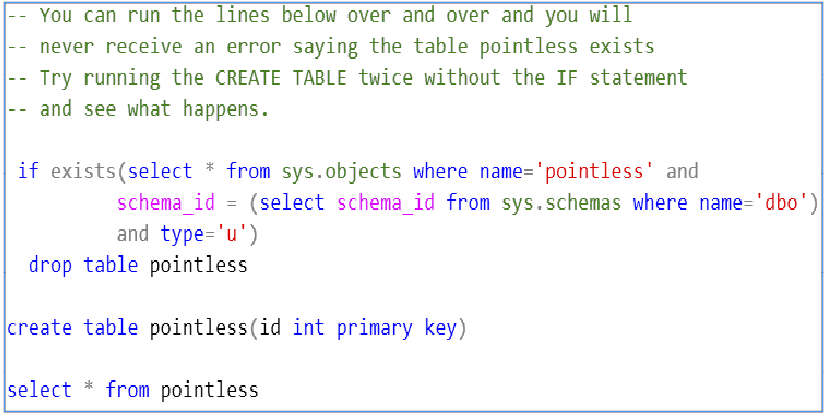 -- You can run the lines below over and over and you will
-- never receive an error saying the table pointless exists
-- Try running the CREATE TABLE twice without the IF statement
-- and see what happens.
if exists(select * from sys.objects where name='pointless' and
schema_id = (select schema_id from sys.schemas where name='dbo')
and type='u')
drop table pointless
create table pointless(id int primary key)
select * from pointless